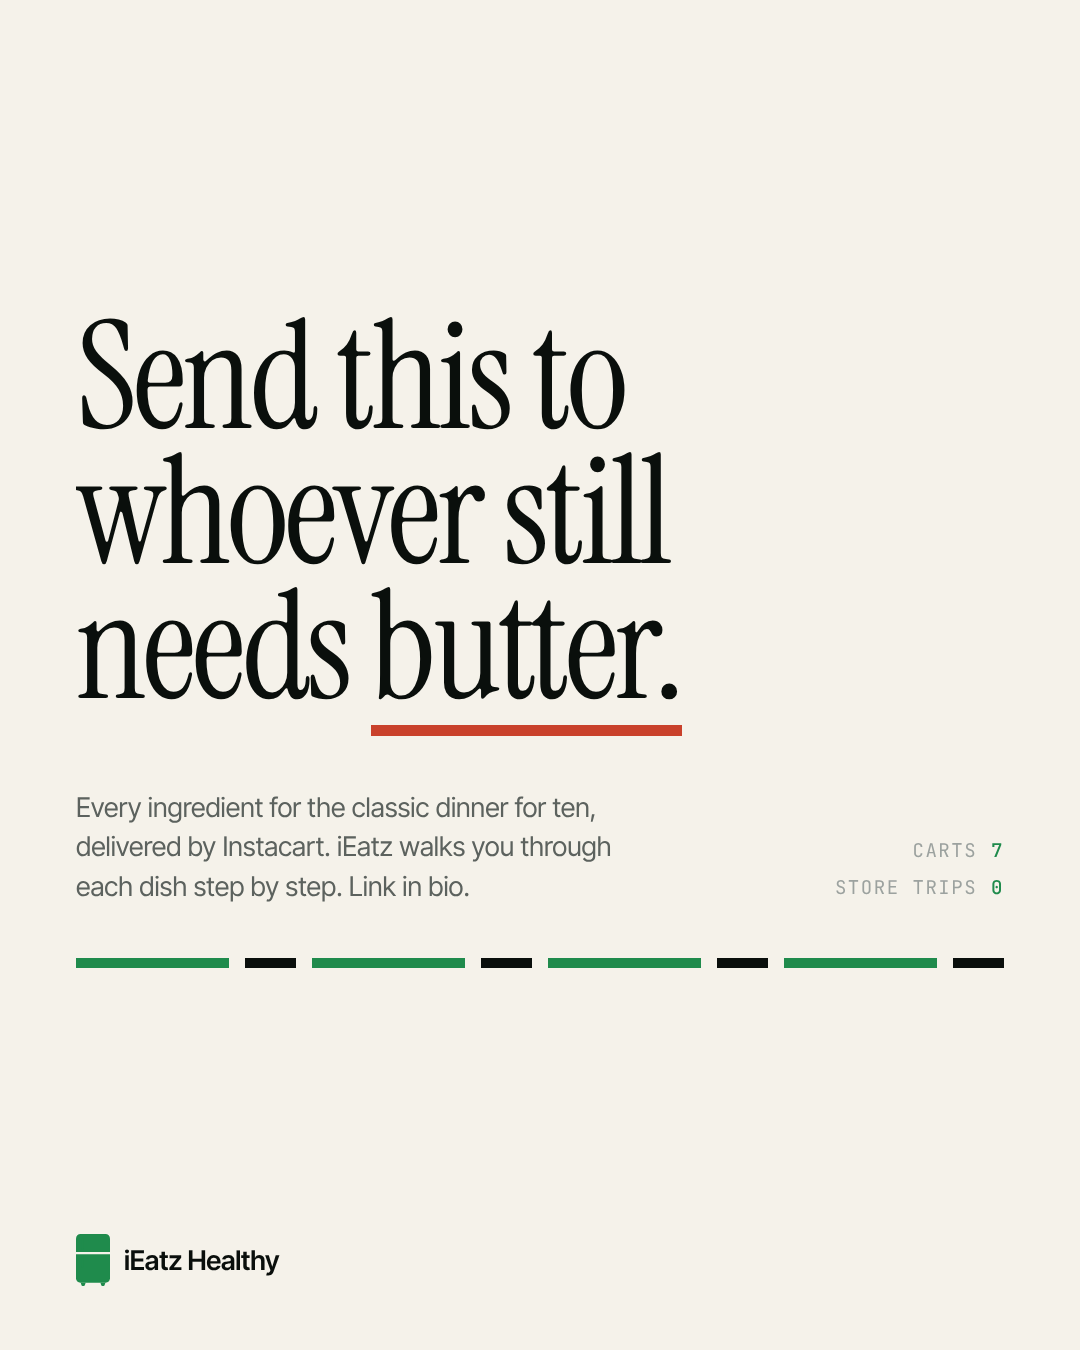 Send this to
whoever still
needs butter.
Every ingredient for the classic dinner for ten,
delivered by Instacart. iEatz walks you through
each dish step by step. Link in bio.
CARTS 7
STORE TRIPS 0
iEatz Healthy